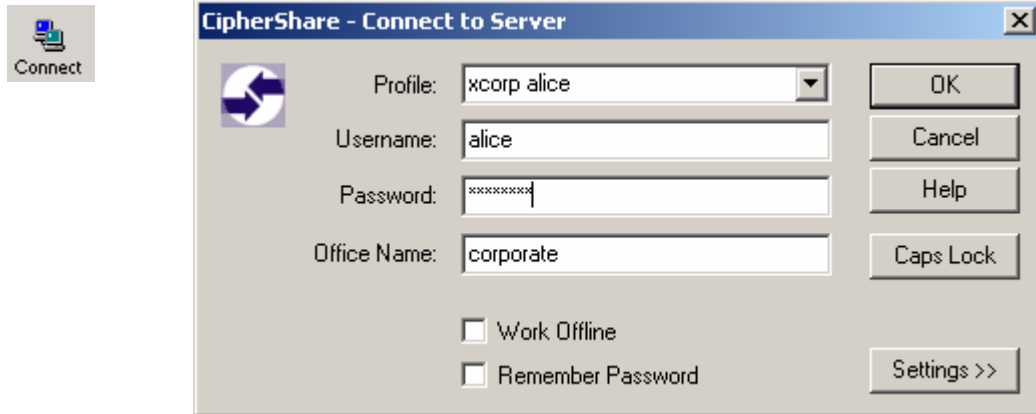 Connect
CipherShare - Connect to Server
Profile: xcorp alice OK
Username: alice Cancel
Password: ******** Help
Office Name: corporate Caps Lock
Work Offline
Remember Password Settings >>